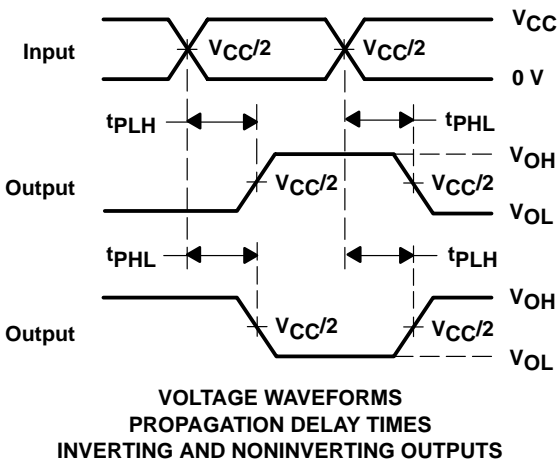 VCC
Input
VCC/2
VCC/2
0 V
tPLH
tPHL
VOH
Output
VCC/2
VCC/2
VOL
tPHL
tPLH
VOH
Output
VCC/2
VCC/2
VOL
VOLTAGE WAVEFORMS
PROPAGATION DELAY TIMES
INVERTING AND NONINVERTING OUTPUTS